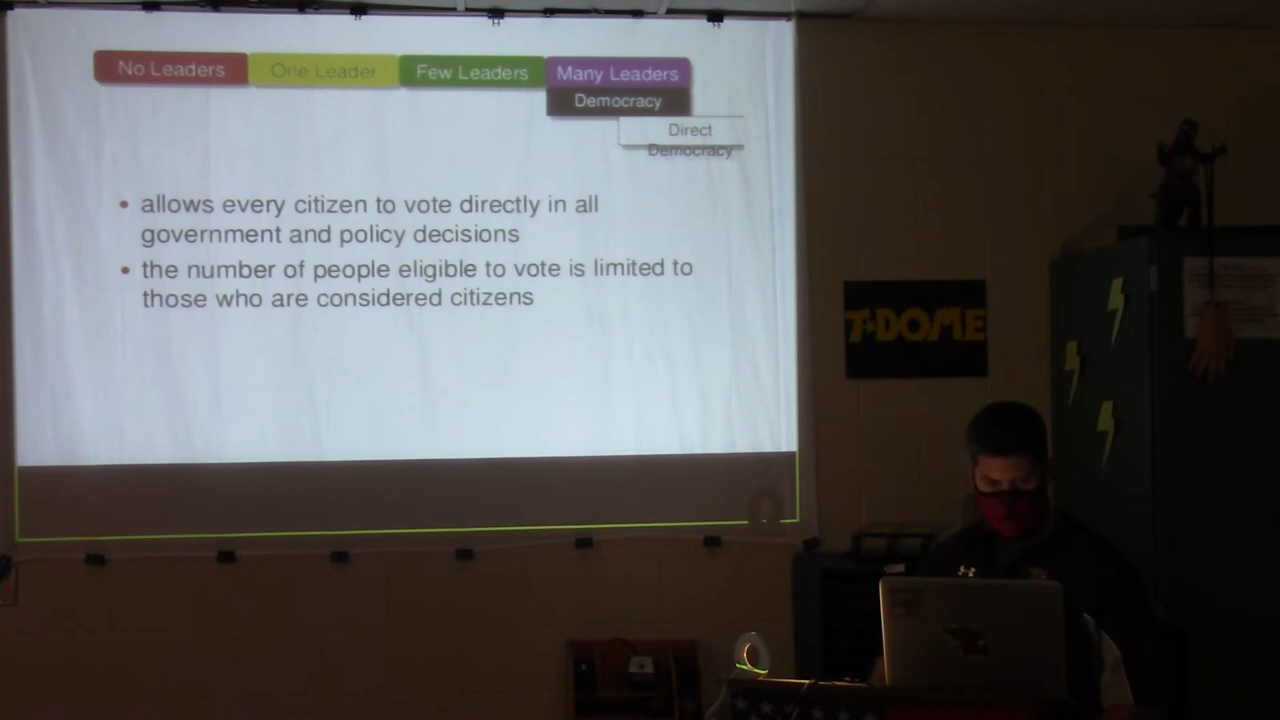 No Leaders One Leader Few Leaders Many Leaders
Democracy
Direct
Democracy
• allows every citizen to vote directly in all
government and policy decisions
• the number of people eligible to vote is limited to
those who are considered citizens
T-DOME